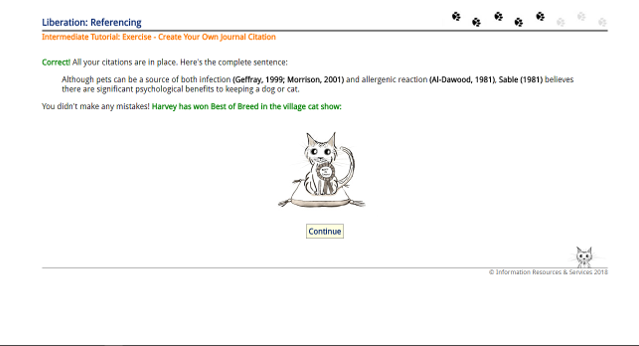 Liberation: Referencing
Intermediate Tutorial: Exercise - Create Your Own Journal Citation
Correct! All your citations are in place. Here's the complete sentence:
Although pets can be a source of both infection (Geffray, 1999; Morrison, 2001) and allergenic reaction (Al-Dawood, 1981), Sable (1981) believes
there are significant psychological benefits to keeping a dog or cat.
You didn't make any mistakes! Harvey has won Best of Breed in the village cat show:
Continue
© Information Resources & Services 2018